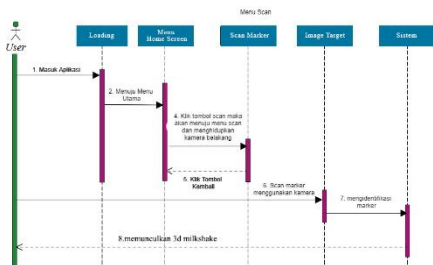 Menu Scan
User
Loading
Menu
Home Screen
Scan Marker
Image Target
Sistem
1. Masuk Aplikasi
2. Menuju Menu
Utama
4. Klik tombol scan maka
akan menuju menu scan
dan menghidupkan
kamera belakang
5. Klik Tombol
Kembali
6. Scan marker
menggunakan kamera
7. mengidentifikasi
marker
8.memunculkan 3d milkshake